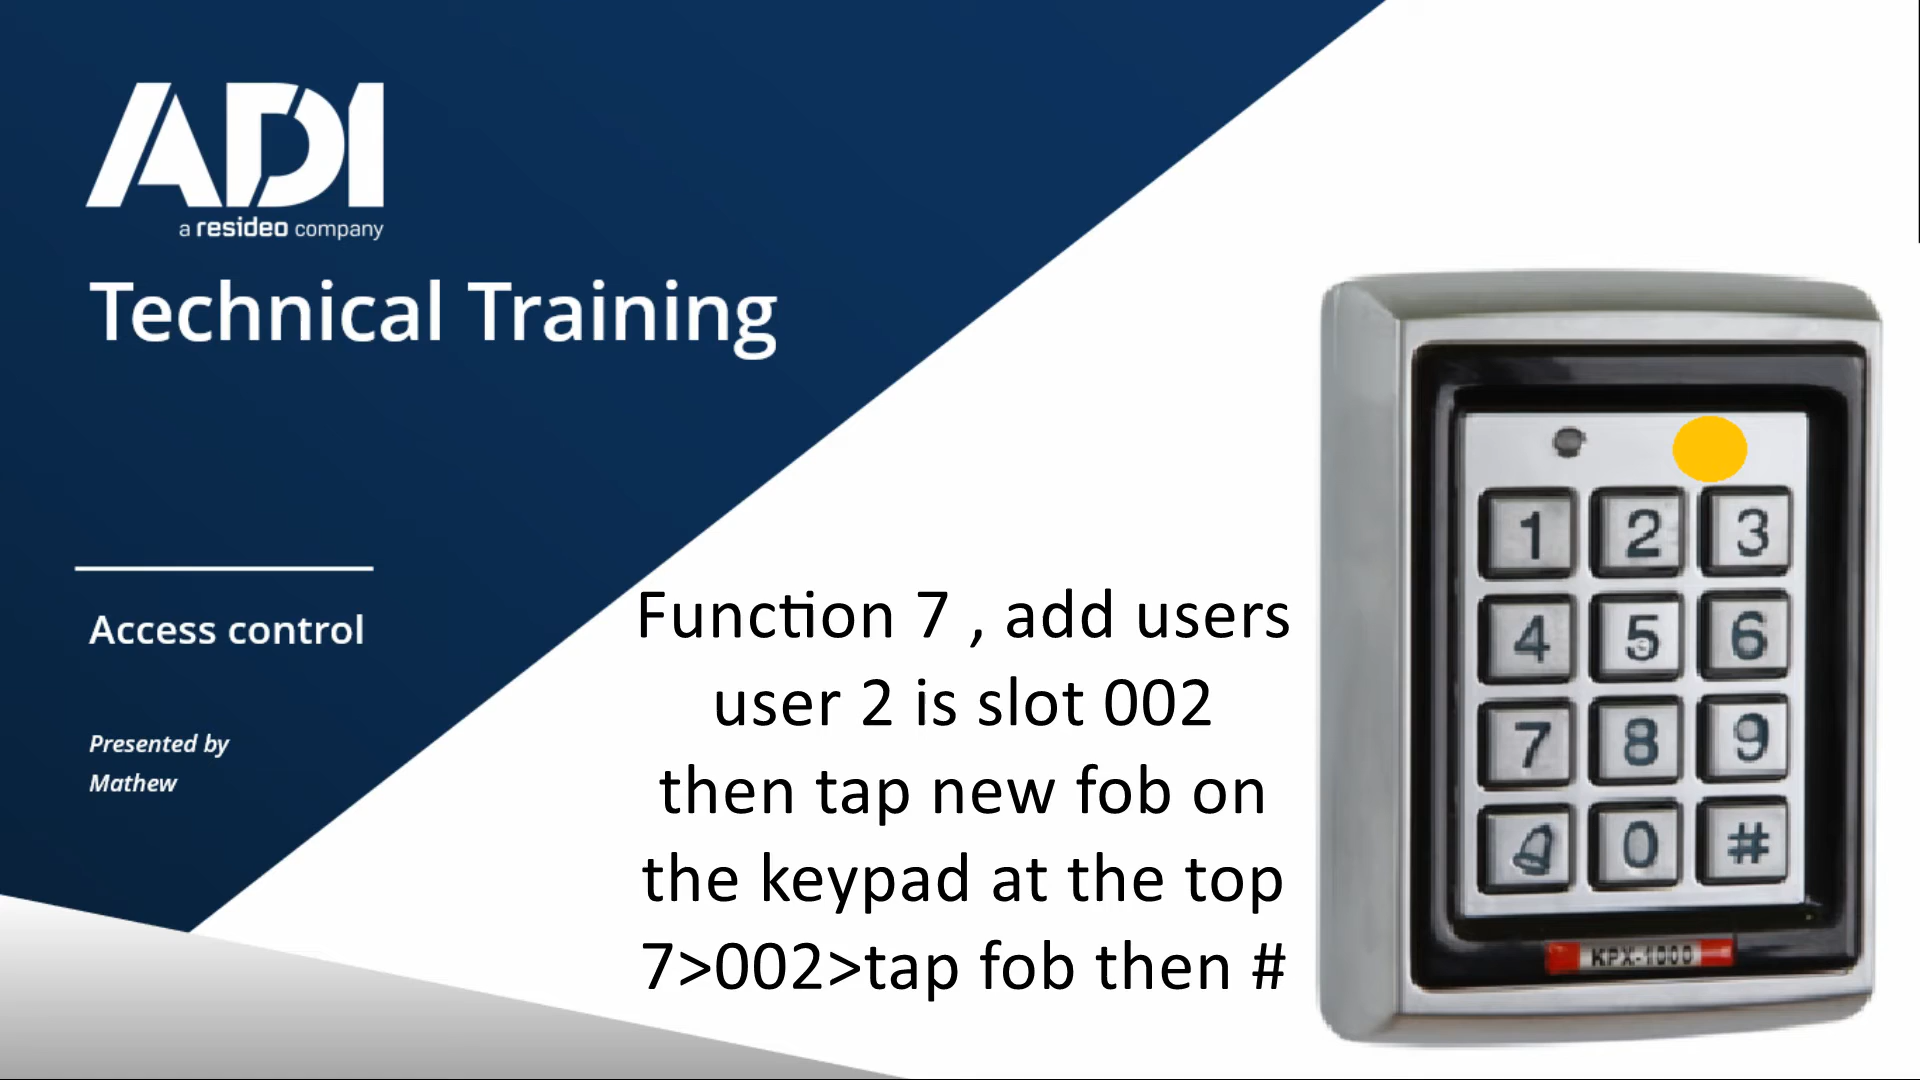 ADI
a resideo company
Technical Training
Access control
Presented by
Mathew
Function 7 , add users
user 2 is slot 002
then tap new fob on
the keypad at the top
7>002>tap fob then #
1 2 3
4 5 6
7 8 9
0 #
KPX-1000